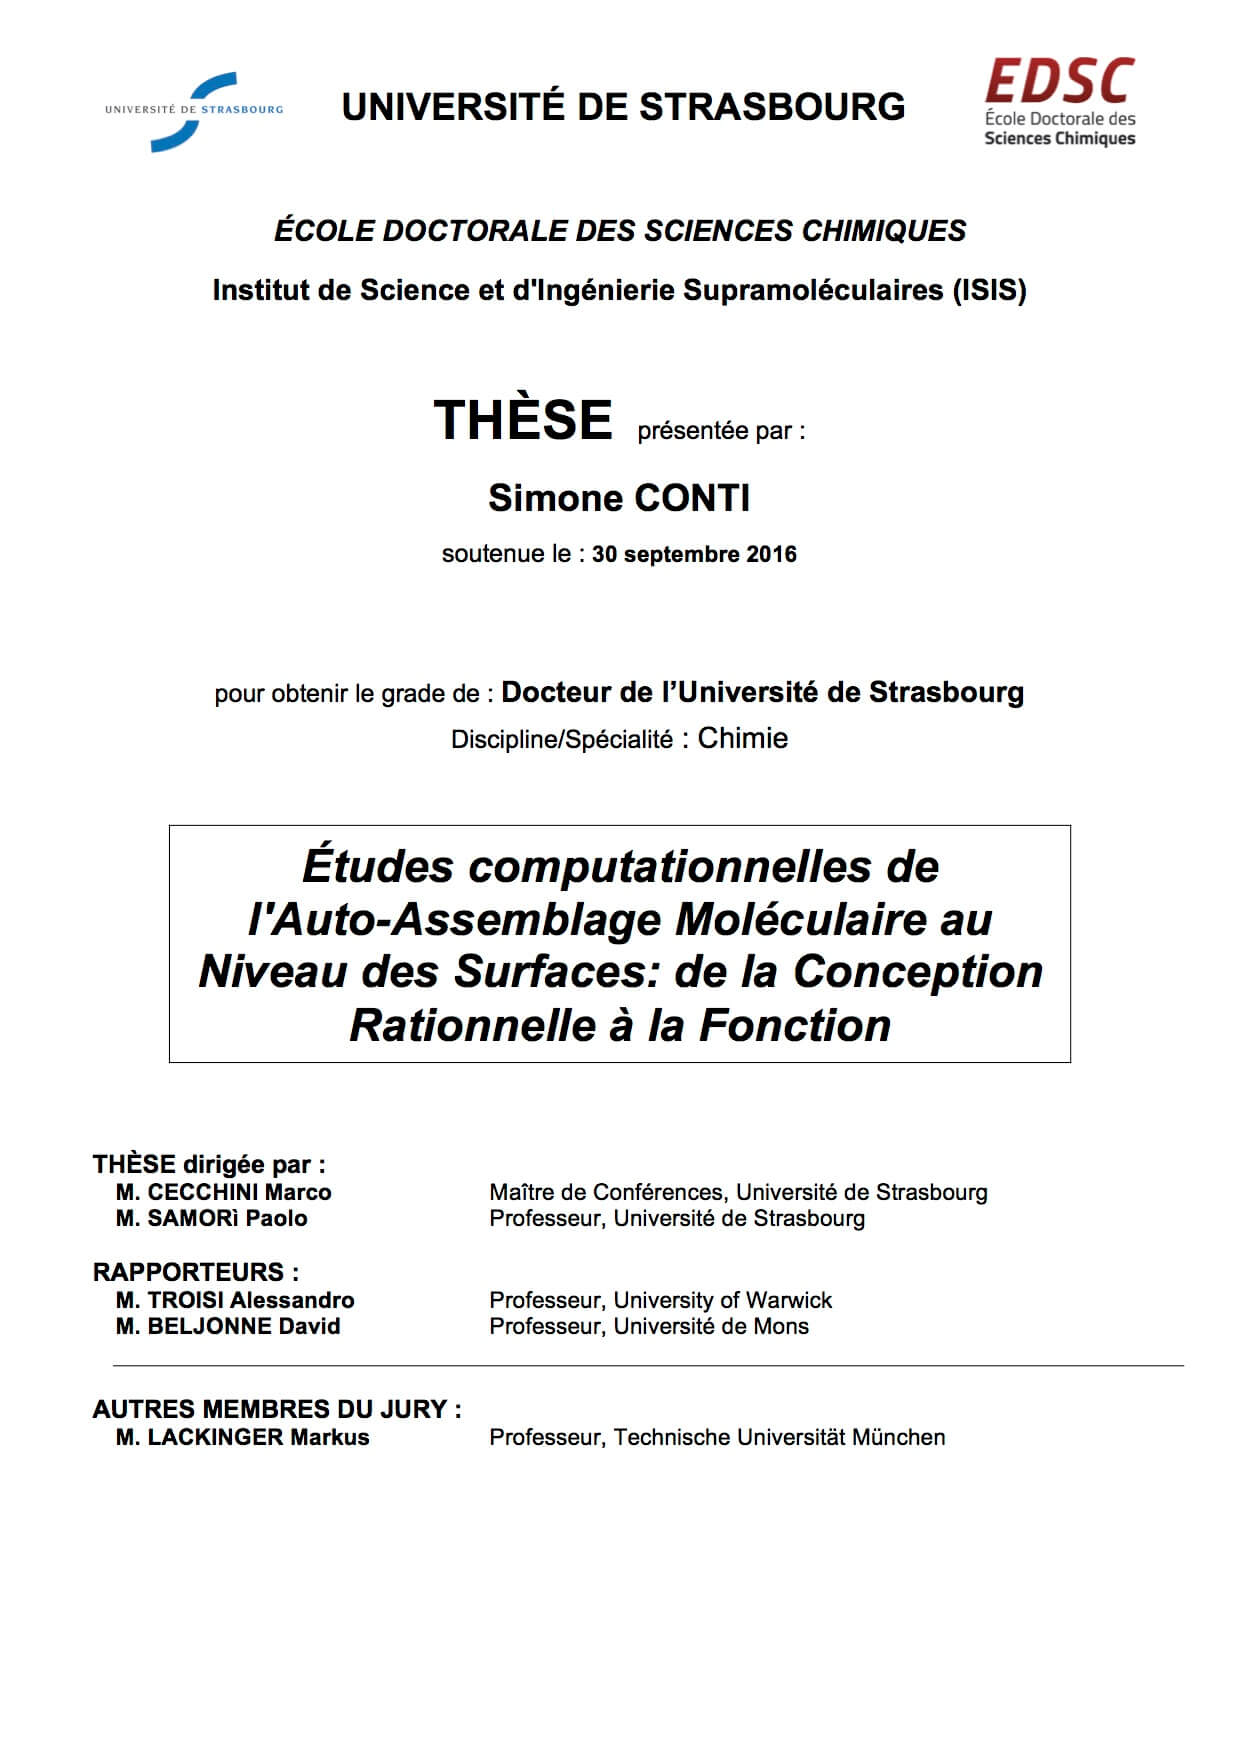 UNIVERSITÉ DE STRASBOURG
UNIVERSITÉ DE STRASBOURG
EDSC
École Doctorale des
Sciences Chimiques
ÉCOLE DOCTORALE DES SCIENCES CHIMIQUES
Institut de Science et d'Ingénierie Supramoléculaires (ISIS)
THÈSE présentée par :
Simone CONTI
soutenue le : 30 septembre 2016
pour obtenir le grade de : Docteur de l’Université de Strasbourg
Discipline/Spécialité : Chimie
Études computationnelles de
l'Auto-Assemblage Moléculaire au
Niveau des Surfaces: de la Conception
Rationnelle à la Fonction
THÈSE dirigée par :
M. CECCHINI Marco Maître de Conférences, Université de Strasbourg
M. SAMORÌ Paolo Professeur, Université de Strasbourg
RAPPORTEURS :
M. TROISI Alessandro Professeur, University of Warwick
M. BELJONNE David Professeur, Université de Mons
AUTRES MEMBRES DU JURY :
M. LACKINGER Markus Professeur, Technische Universität München